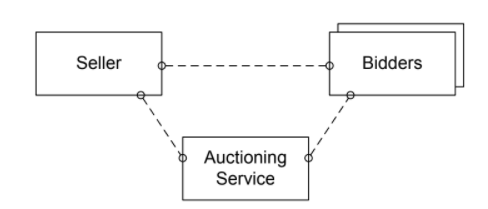 Seller
Bidders
Auctioning
Service